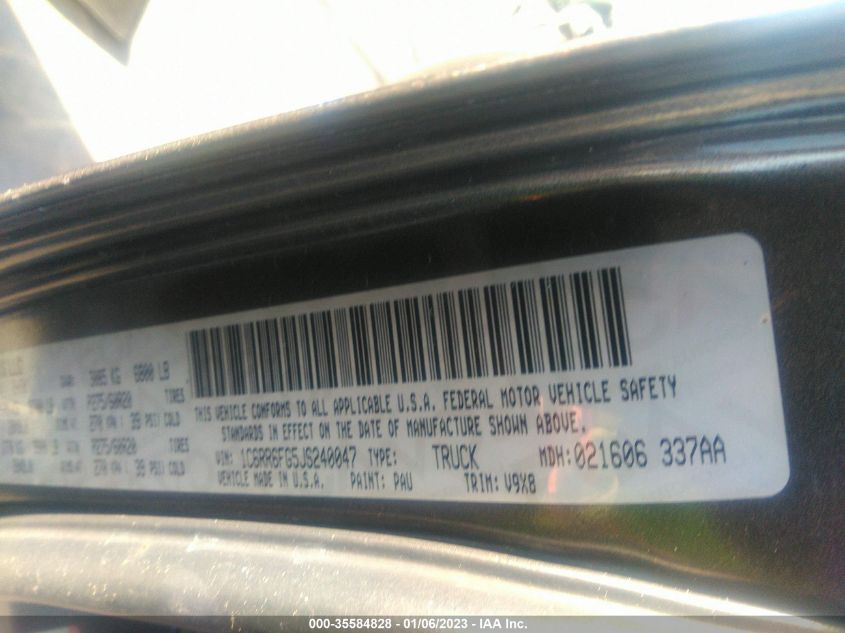 LLC
3085 KG 6800 LB
P275/60R20 TIRES
270 KPA 39 PSI COLD
P275/60R20 TIRES
270 KPA 39 PSI COLD
THIS VEHICLE CONFORMS TO ALL APPLICABLE U.S.A. FEDERAL MOTOR VEHICLE SAFETY
STANDARDS IN EFFECT ON THE DATE OF MANUFACTURE SHOWN ABOVE.
VIN: 1C6RR6FG5JS240047 TYPE: TRUCK MDH: 021606 337AA
VEHICLE MADE IN U.S.A. PAINT: PAU TRIM: V9X8
000-35584828 - 01/06/2023 - IAA Inc.